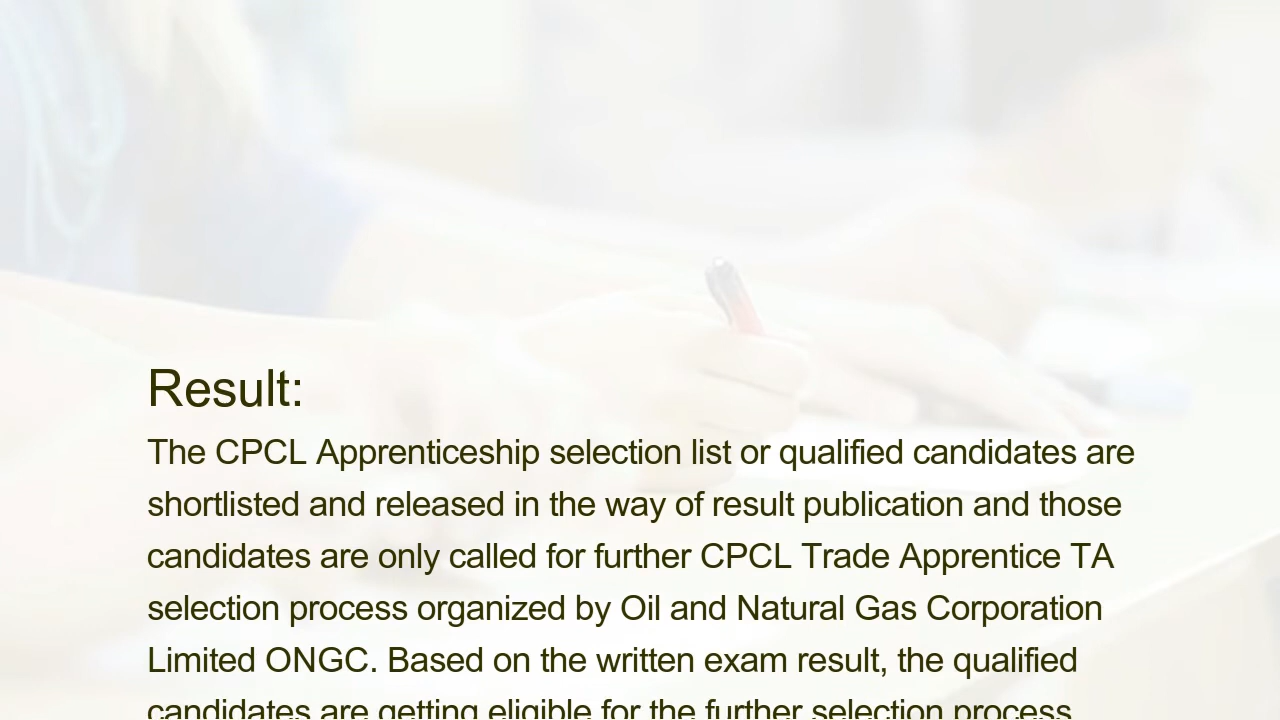 Result:
The CPCL Apprenticeship selection list or qualified candidates are
shortlisted and released in the way of result publication and those
candidates are only called for further CPCL Trade Apprentice TA
selection process organized by Oil and Natural Gas Corporation
Limited ONGC. Based on the written exam result, the qualified
candidates are getting eligible for the further selection process